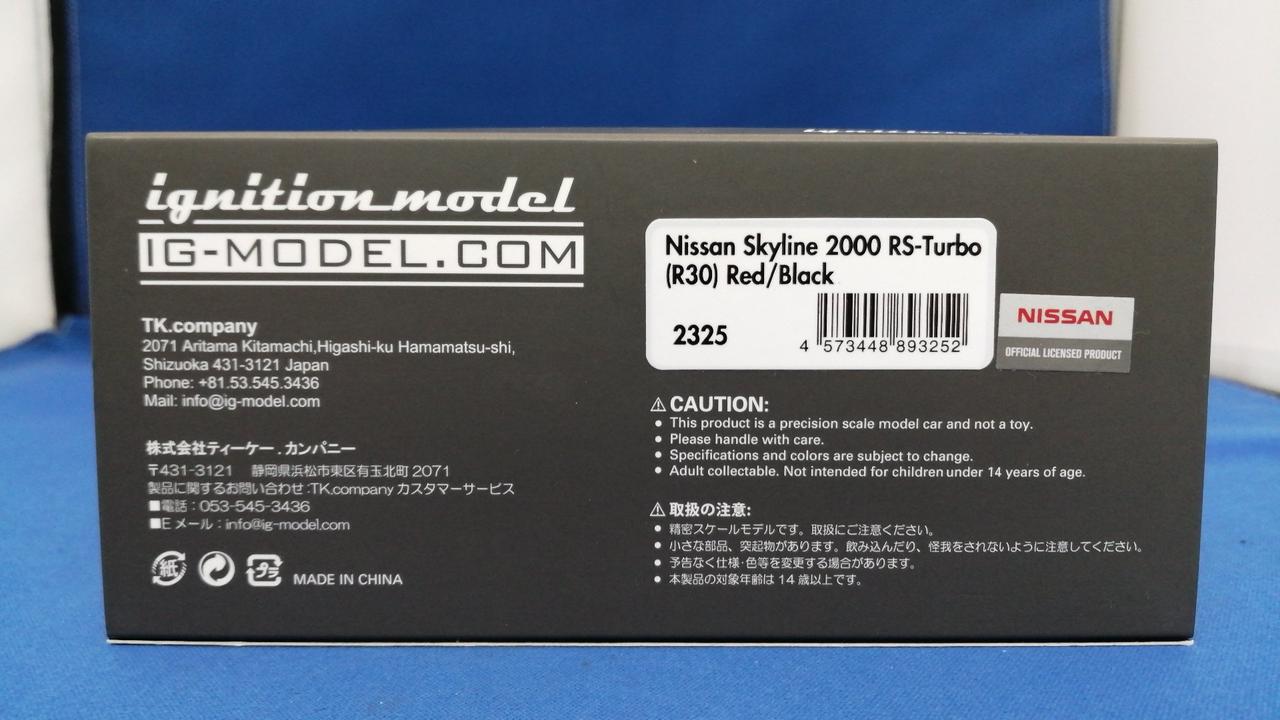 ignition model
IG-MODEL.COM
TK.company
2071 Aritama Kitamachi,Higashi-ku Hamamatsu-shi,
Shizuoka 431-3121 Japan
Phone: +81.53.545.3436
Mail: info@ig-model.com
株式会社ティーケー.カンパニー
〒431-3121 静岡県浜松市東区有玉北町 2071
製品に関するお問い合わせ:TK.company カスタマーサービス
■電話:053-545-3436
■E メール:info@ig-model.com
紙
プラ
MADE IN CHINA
Nissan Skyline 2000 RS-Turbo
(R30) Red/Black
2325
4 573448 893252
NISSAN
OFFICIAL LICENSED PRODUCT
⚠ CAUTION:
● This product is a precision scale model car and not a toy.
● Please handle with care.
● Specifications and colors are subject to change.
● Adult collectable. Not intended for children under 14 years of age.
⚠ 取扱の注意:
● 精密スケールモデルです。取扱にご注意ください。
● 小さな部品、突起物があります。飲み込んだり、怪我をされないように注意してください。
● 予告なく仕様・色等を変更する場合があります。
● 本製品の対象年齢は 14 歳以上です。